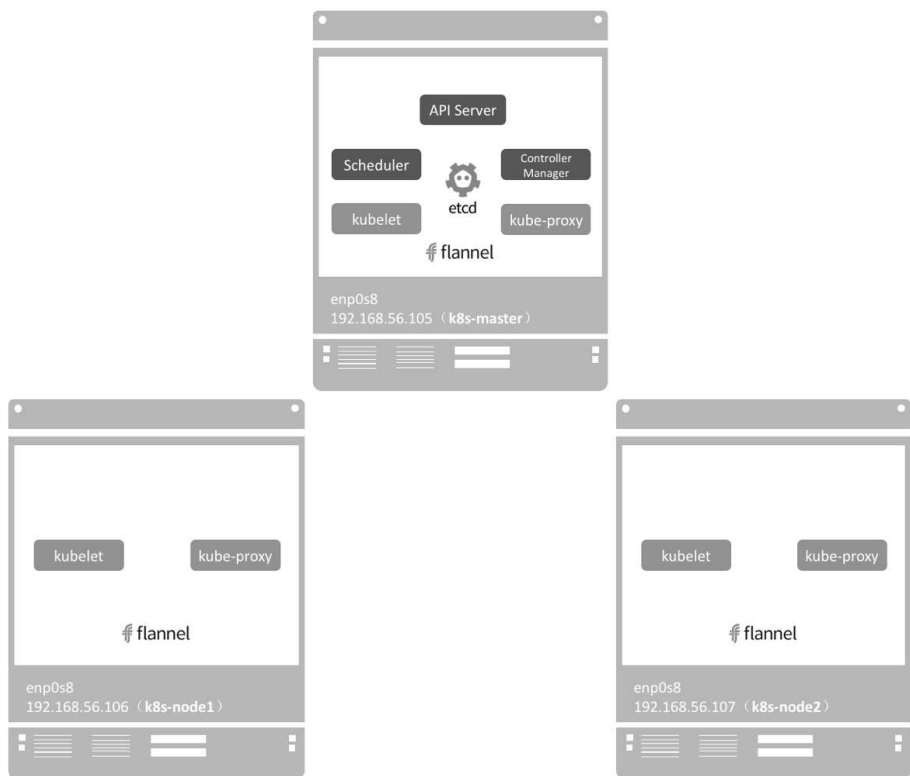 API Server
Scheduler
Controller
Manager
etcd
kubelet
kube-proxy
flannel
enp0s8
192.168.56.105（k8s-master）
kubelet
kube-proxy
flannel
enp0s8
192.168.56.106（k8s-node1）
kubelet
kube-proxy
flannel
enp0s8
192.168.56.107（k8s-node2）